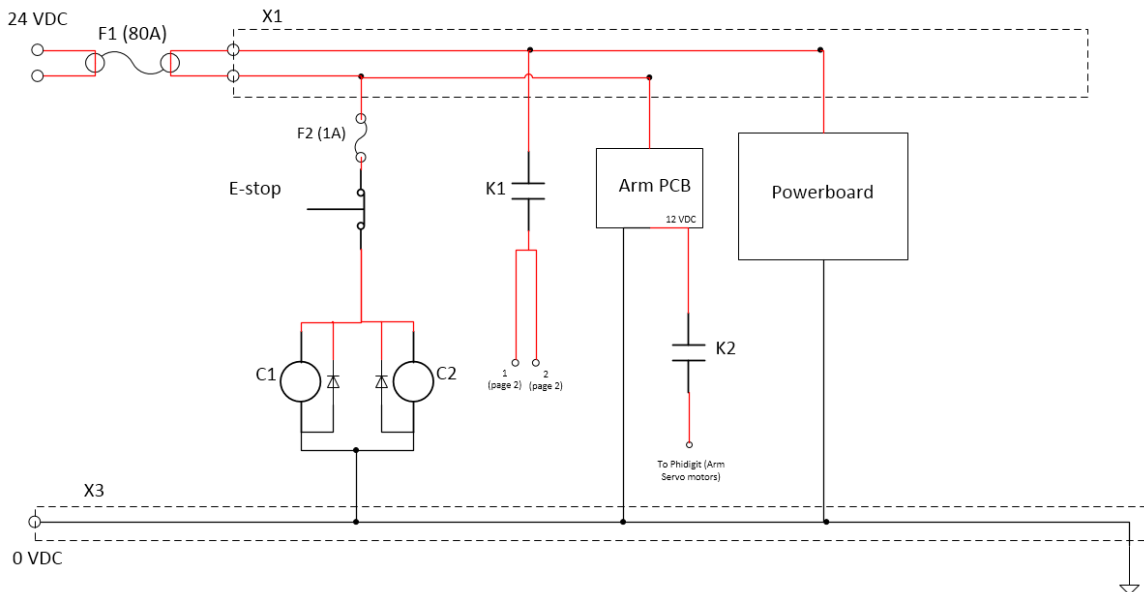 24 VDC
F1 (80A)
X1
F2 (1A)
E-stop
K1
Arm PCB
12 VDC
Powerboard
K2
C1
C2
1
(page 2)
2
(page 2)
To Phidigit (Arm
Servo motors)
X3
0 VDC